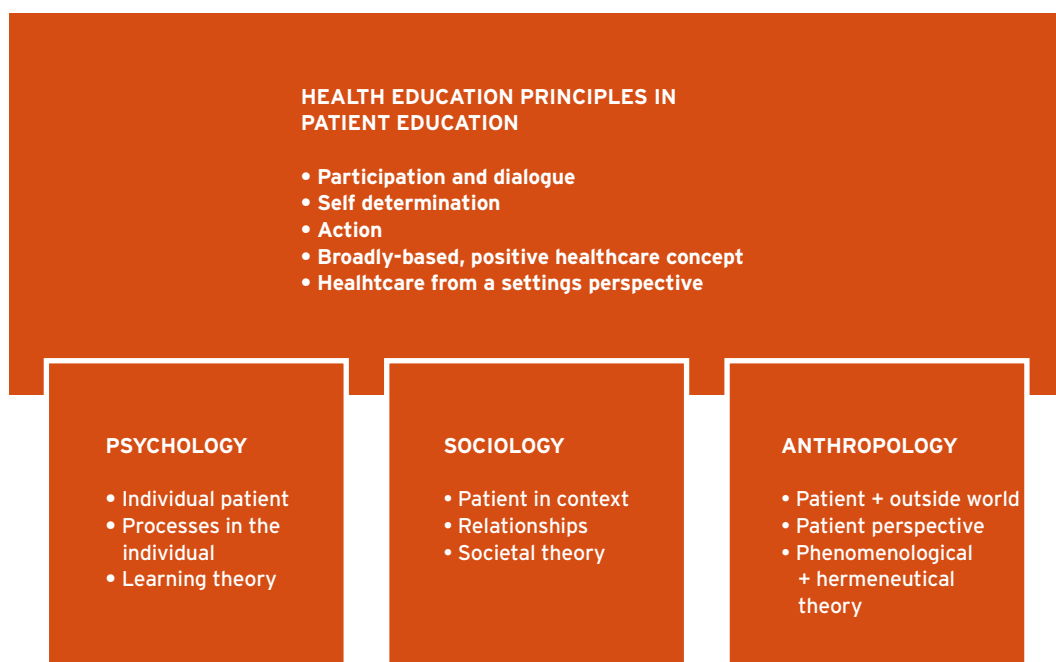 HEALTH EDUCATION PRINCIPLES IN
PATIENT EDUCATION
• Participation and dialogue
• Self determination
• Action
• Broadly-based, positive healthcare concept
• Healhtcare from a settings perspective
PSYCHOLOGY
• Individual patient
• Processes in the
individual
• Learning theory
SOCIOLOGY
• Patient in context
• Relationships
• Societal theory
ANTHROPOLOGY
• Patient + outside world
• Patient perspective
• Phenomenological
+ hermeneutical
theory